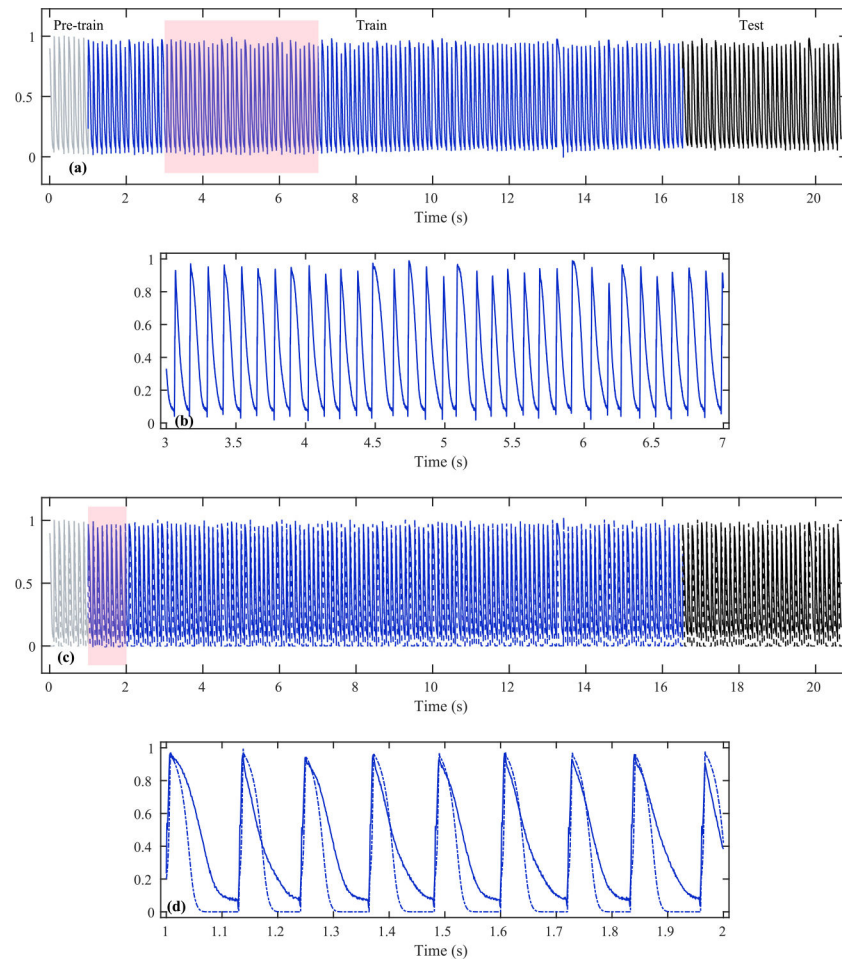 Pre-train Train Test
1
0.5
0
(a)
0 2 4 6 8 10 12 14 16 18 20
Time (s)
1
0.8
0.6
0.4
0.2
0
(b)
3 3.5 4 4.5 5 5.5 6 6.5 7
Time (s)
1
0.5
0
(c)
0 2 4 6 8 10 12 14 16 18 20
Time (s)
1
0.8
0.6
0.4
0.2
0
(d)
1 1.1 1.2 1.3 1.4 1.5 1.6 1.7 1.8 1.9 2
Time (s)